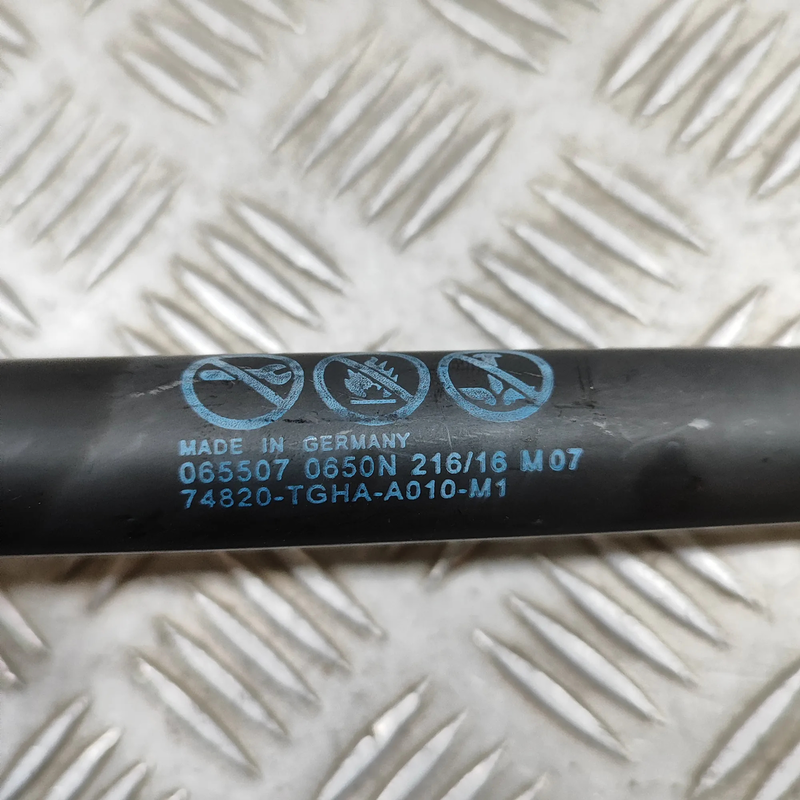 MADE IN GERMANY
065507 0650N 216/16 M07
74820-TGHA-A010-M1